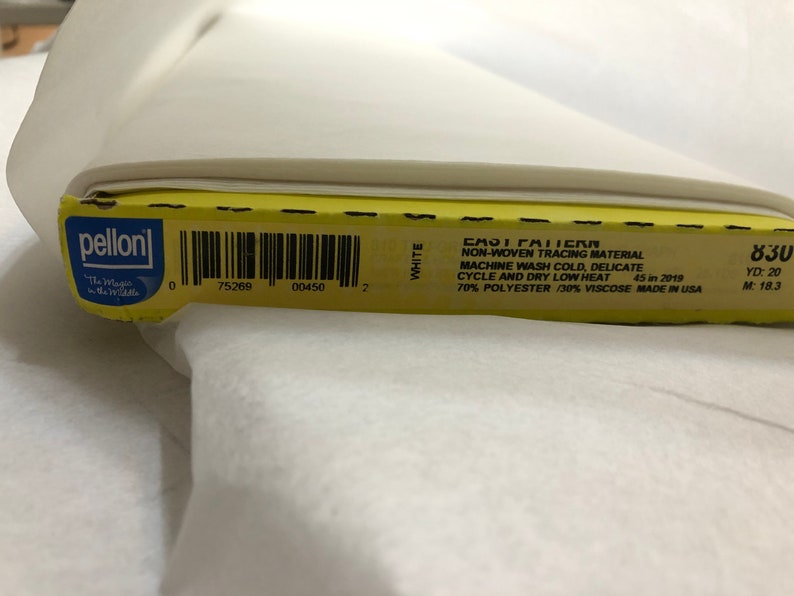 pellon
The Magic
in the Middle
0 75269 00450 2
WHITE
EASY PATTERN
NON-WOVEN TRACING MATERIAL
MACHINE WASH COLD, DELICATE
CYCLE AND DRY LOW HEAT 45 in 2019
70% POLYESTER /30% VISCOSE MADE IN USA
830
YD: 20
M: 18.3